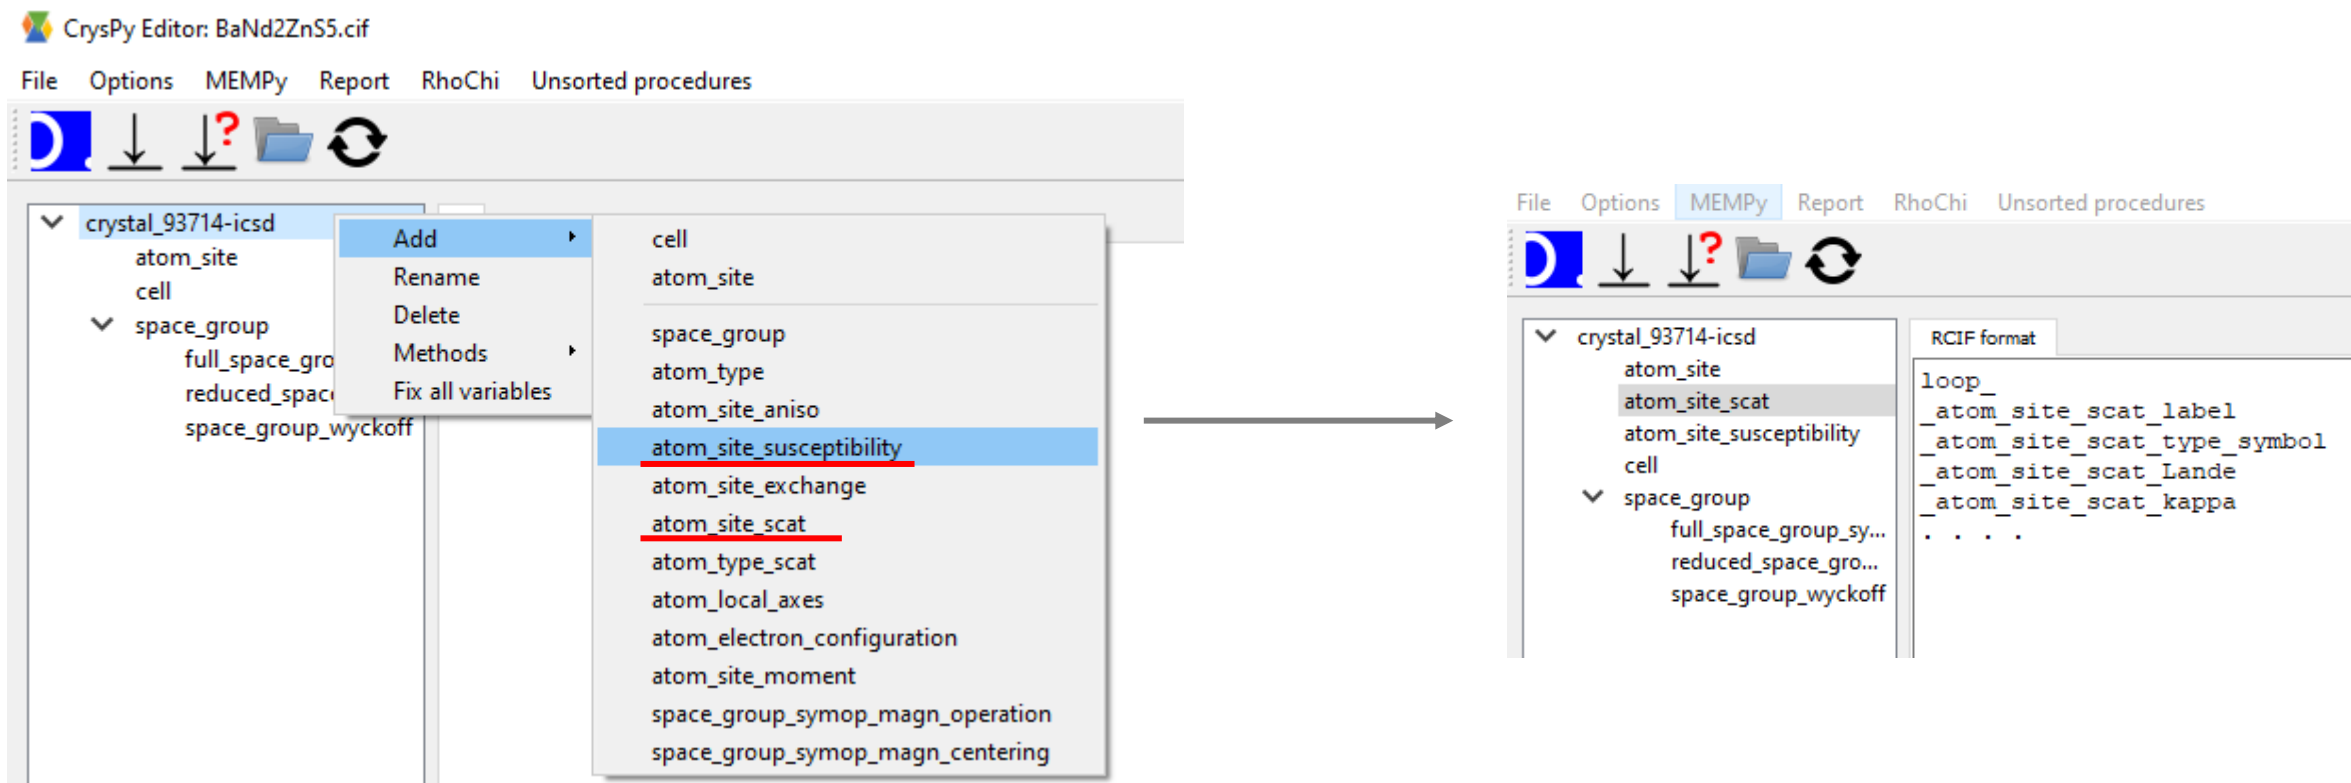 CrysPy Editor: BaNd2ZnS5.cif
File Options MEMPy Report RhoChi Unsorted procedures
?
crystal_93714-icsd
atom_site
cell
space_group
full_space_gro
reduced_spac
space_group_wyckoff
Add
Rename
Delete
Methods
Fix all variables
cell
atom_site
space_group
atom_type
atom_site_aniso
atom_site_susceptibility
atom_site_exchange
atom_site_scat
atom_type_scat
atom_local_axes
atom_electron_configuration
atom_site_moment
space_group_symop_magn_operation
space_group_symop_magn_centering
File Options MEMPy Report RhoChi Unsorted procedures
?
crystal_93714-icsd
atom_site
atom_site_scat
atom_site_susceptibility
cell
space_group
full_space_group_sy...
reduced_space_gro...
space_group_wyckoff
RCIF format
loop_
_atom_site_scat_label
_atom_site_scat_type_symbol
_atom_site_scat_Lande
_atom_site_scat_kappa
. . . .